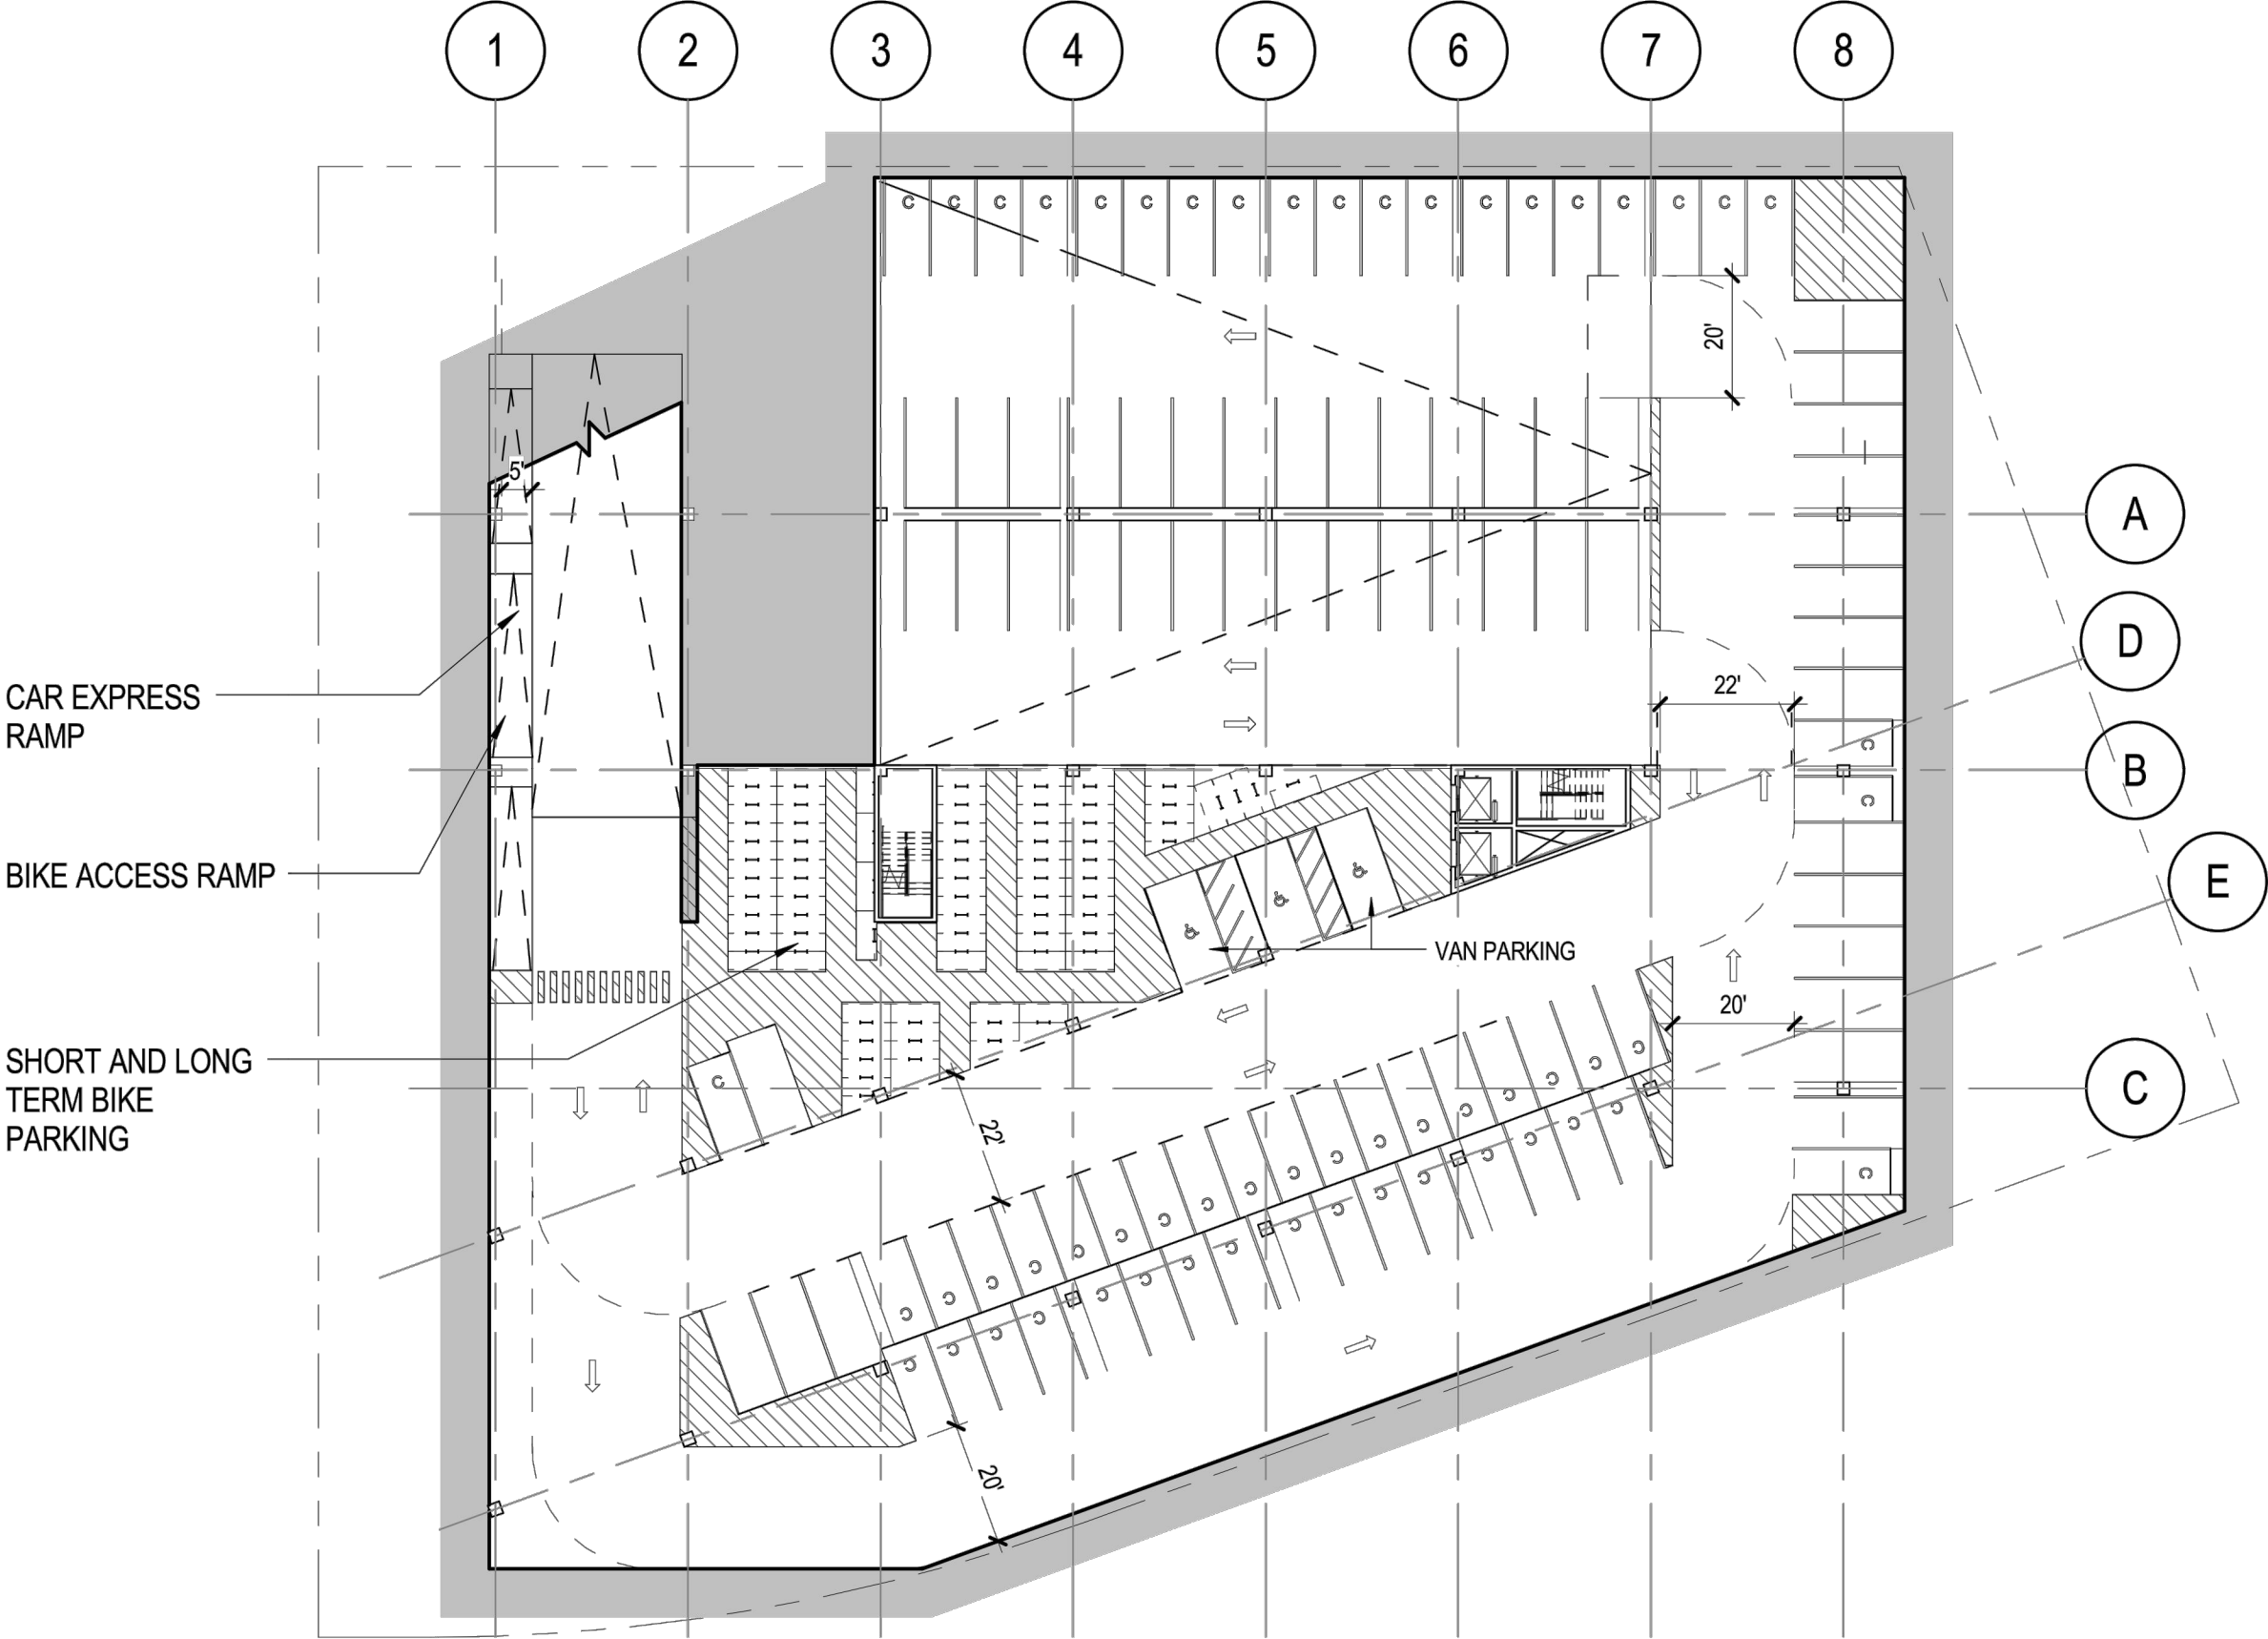 1 2 3 4 5 6 7 8
C C C C C C C C C C C C C C C C C C C
20'
5'
A
D
CAR EXPRESS
RAMP
22'
C
B
C
BIKE ACCESS RAMP
E
VAN PARKING
20'
SHORT AND LONG
TERM BIKE
PARKING
C
C
22'
C
C C C C C C C C C C C C C C C C C C
C C C C C C C C C C C C C C C C
20'